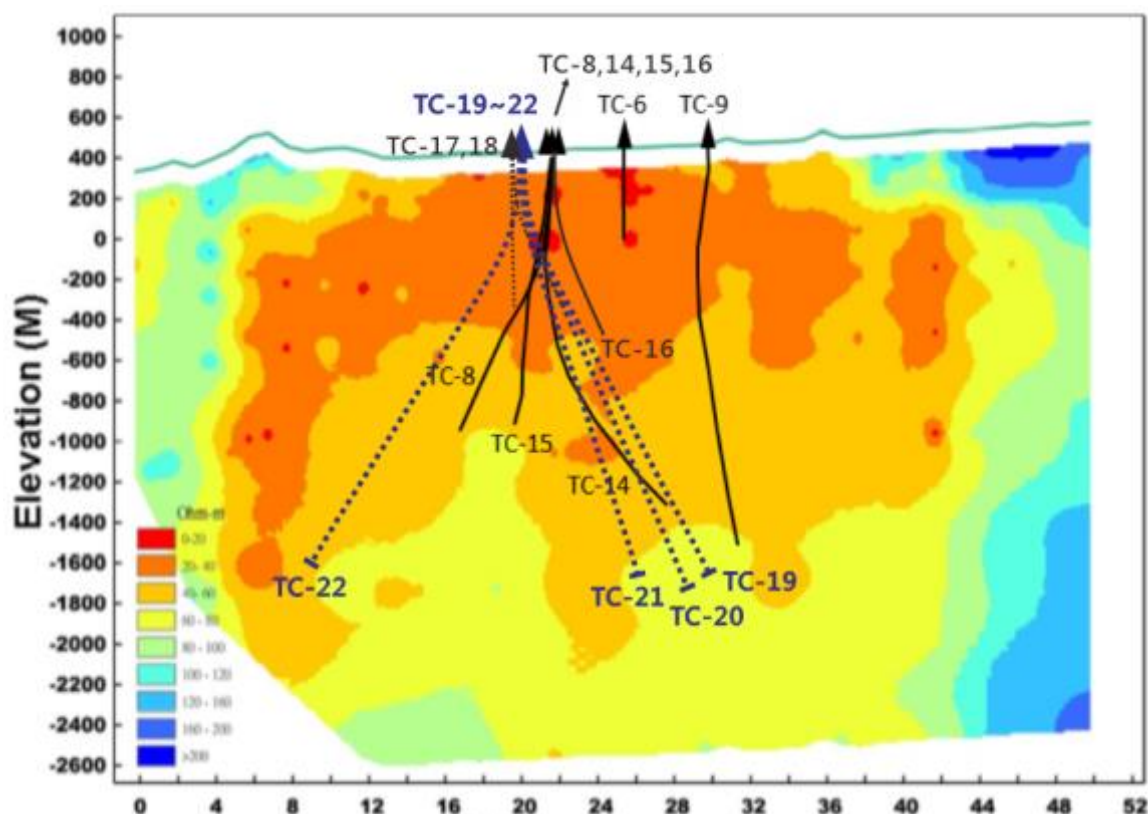 1000
800
600
400
200
0
-200
-400
-600
-800
-1000
-1200
-1400
-1600
-1800
-2000
-2200
-2400
-2600
Elevation (M)
TC-8,14,15,16
TC-19~22
TC-6
TC-9
TC-17,18
TC-16
TC-8
TC-15
TC-14
TC-22
TC-21
TC-19
TC-20
Ohm-m
0-20
20- 40
40 - 60
60 - 80
80 - 100
100 - 120
120 - 160
160 - 200
>200
0 4 8 12 16 20 24 28 32 36 40 44 48 52